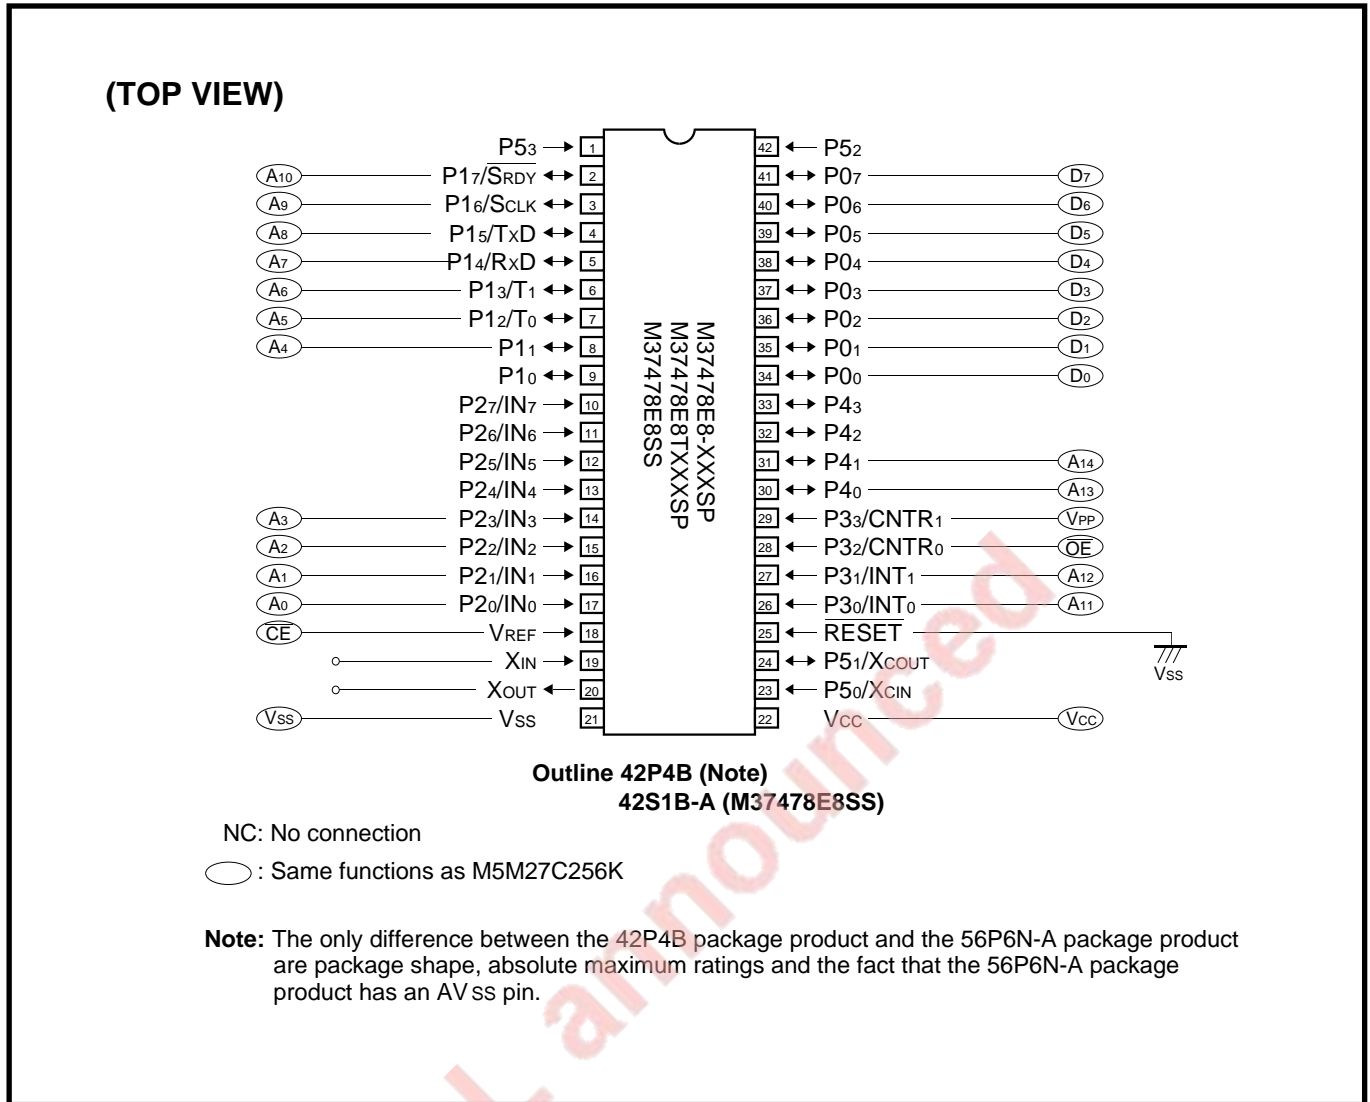 (TOP VIEW)
P53 1 42 P52
A10 P17/SRDY 2 41 P07 D7
A9 P16/SCLK 3 40 P06 D6
A8 P15/TxD 4 39 P05 D5
A7 P14/RxD 5 38 P04 D4
A6 P13/T1 6 37 P03 D3
A5 P12/T0 7 36 P02 D2
A4 P11 8 35 P01 D1
P10 9 34 P00 D0
P27/IN7 10 33 P43
P26/IN6 11 32 P42
P25/IN5 12 31 P41 A14
P24/IN4 13 30 P40 A13
A3 P23/IN3 14 29 P33/CNTR1 VPP
A2 P22/IN2 15 28 P32/CNTR0 OE
A1 P21/IN1 16 27 P31/INT1 A12
A0 P20/IN0 17 26 P30/INT0 A11
CE VREF 18 25 RESET
XIN 19 24 P51/XCOUT Vss
XOUT 20 23 P50/XCIN
Vss Vss 21 22 Vcc Vcc
M37478E8-XXXSP
M37478E8TXXXSP
M37478E8SS
Outline 42P4B (Note)
42S1B-A (M37478E8SS)
NC: No connection
: Same functions as M5M27C256K
Note: The only difference between the 42P4B package product and the 56P6N-A package product
are package shape, absolute maximum ratings and the fact that the 56P6N-A package
product has an AVss pin.
L announced